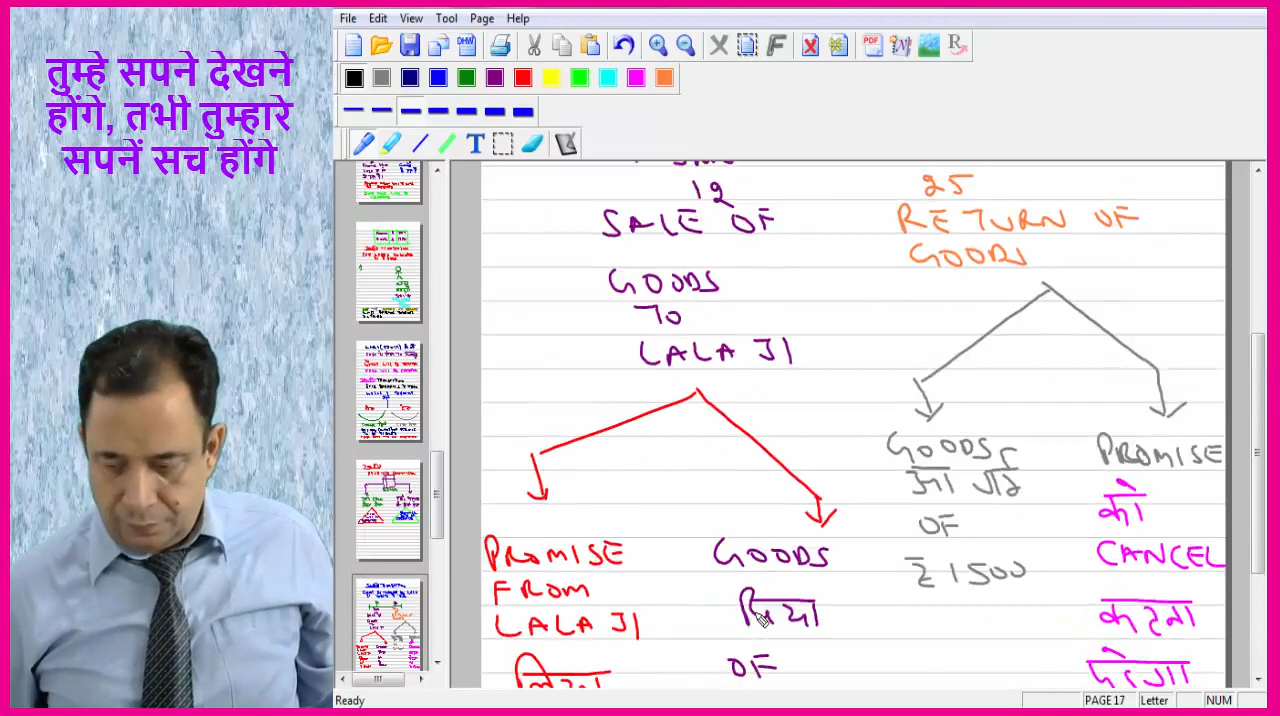 तुम्हे सपने देखने
होंगे, तभी तुम्हारे
सपनें सच होंगे
File Edit View Tool Page Help
12
SALE OF
GOODS
TO
LALA JI
25
RETURN OF
GOODS
GOODS
आ गई
OF
₹1500
PROMISE
को
CANCEL
करना
पड़ेगा
PROMISE
FROM
LALA JI
लिया
GOODS
दिया
OF
Ready
PAGE 17 Letter NUM